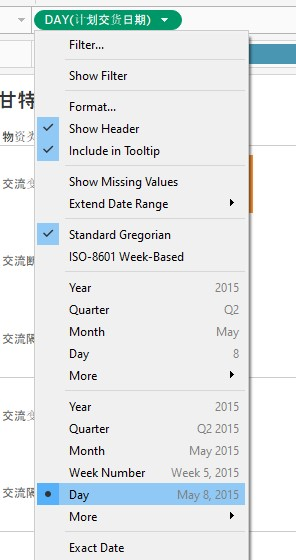 DAY(计划交货日期)
Filter...
甘特
Show Filter
Format...
物资类
Show Header
Include in Tooltip
交流变
Show Missing Values
Extend Date Range
Standard Gregorian
ISO-8601 Week-Based
交流断
Year 2015
Quarter Q2
Month May
交流隔
Day 8
More
Year 2015
交流变
Quarter Q2 2015
Month May 2015
Week Number Week 5, 2015
Day May 8, 2015
交流隔
More
Exact Date